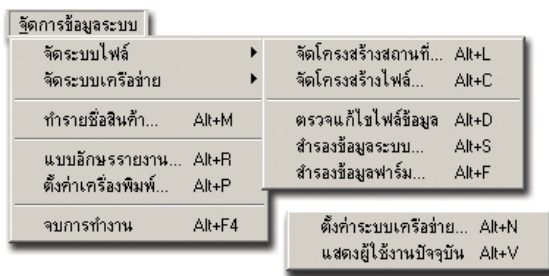 จัดการข้อมูลระบบ
จัดระบบไฟล์
จัดระบบเครือข่าย
ทำรายชื่อสินค้า... Alt+M
แบบอักษรรายงาน... Alt+R
ตั้งค่าเครื่องพิมพ์... Alt+P
จบการทำงาน Alt+F4
จัดโครงสร้างสถานที่... Alt+L
จัดโครงสร้างไฟล์... Alt+C
ตรวจแก้ไขไฟล์ข้อมูล Alt+D
สำรองข้อมูลระบบ... Alt+S
สำรองข้อมูลฟาร์ม... Alt+F
ตั้งค่าระบบเครือข่าย... Alt+N
แสดงผู้ใช้งานปัจจุบัน Alt+V